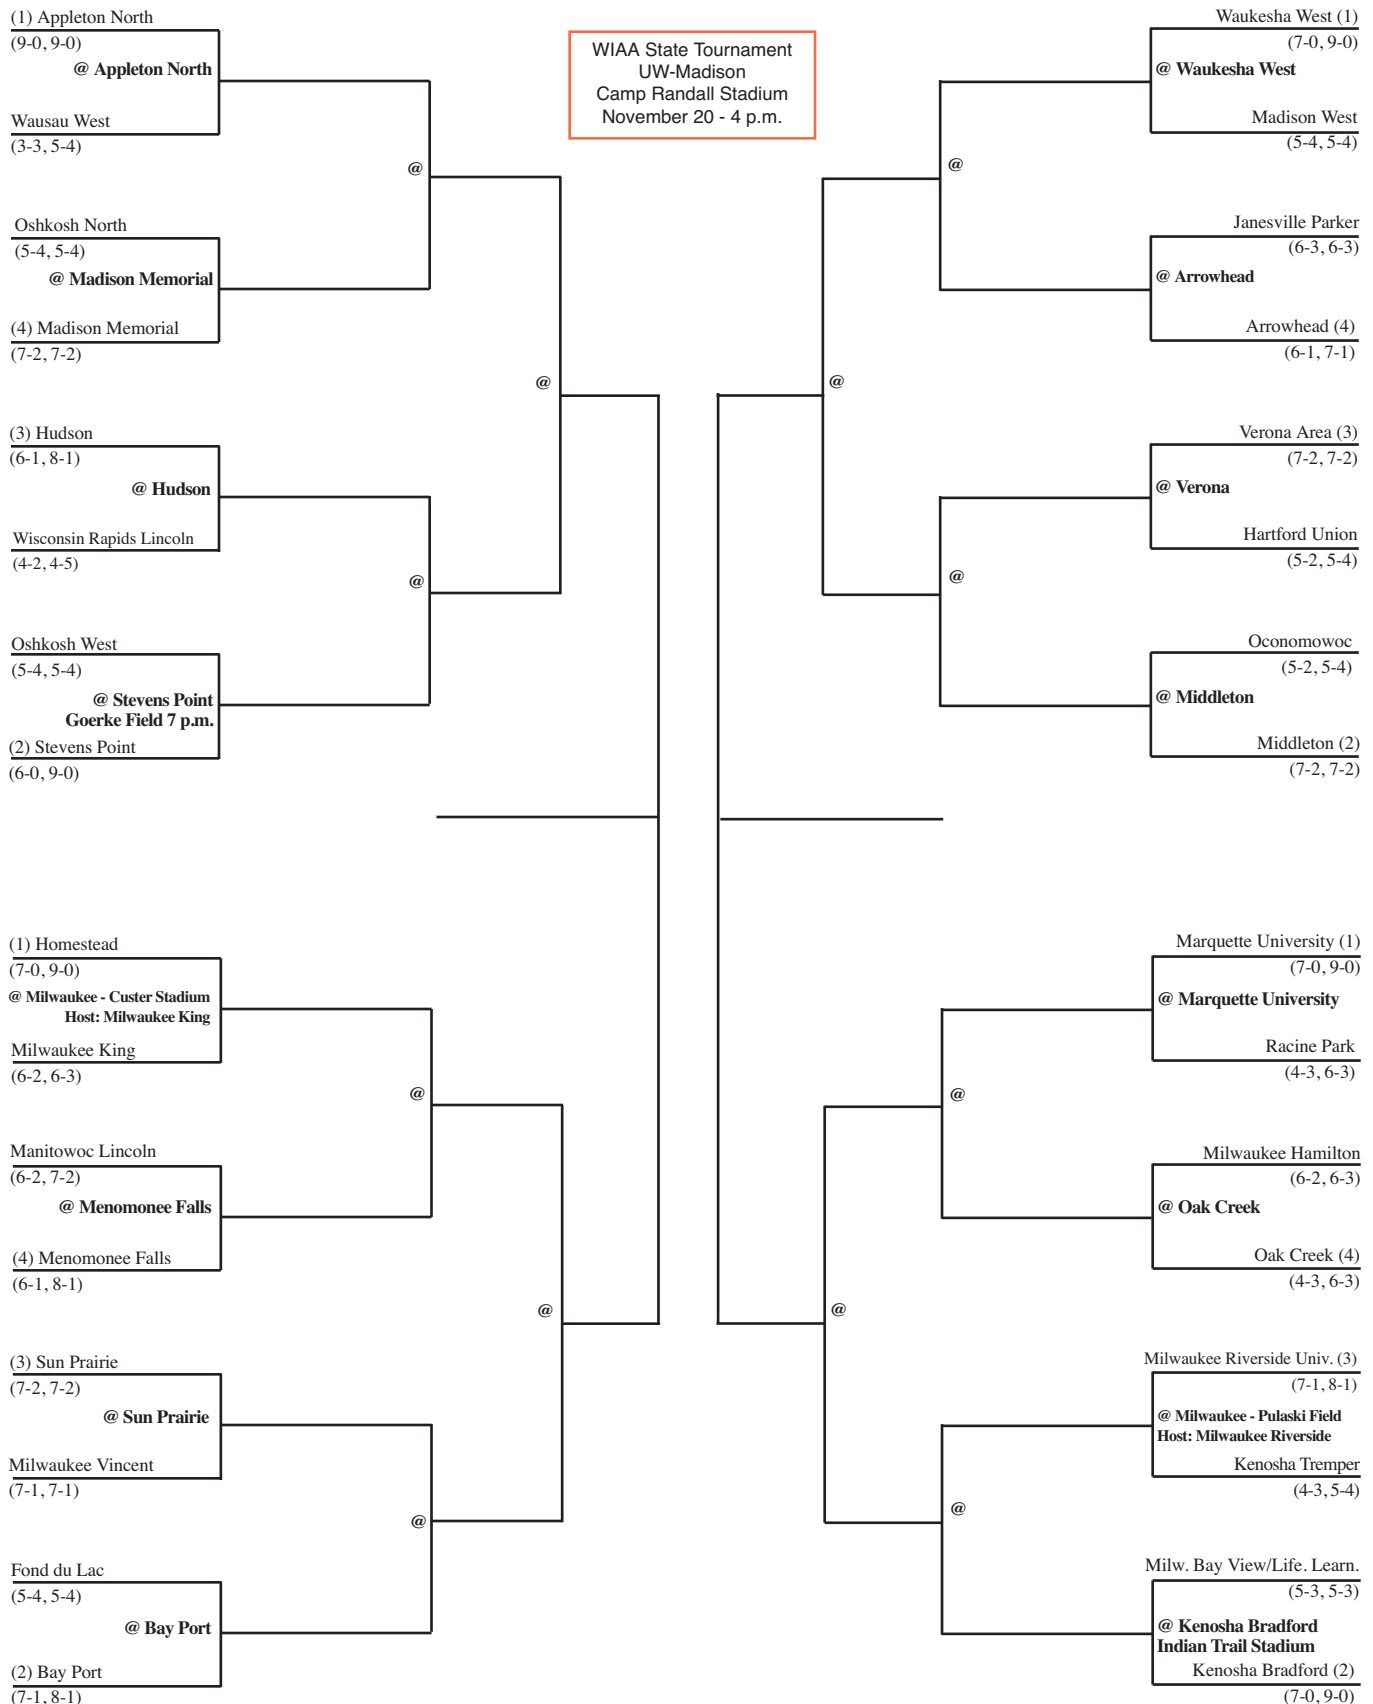 (1) Appleton North
(9-0, 9-0)
@ Appleton North
Wausau West
(3-3, 5-4)
@
Oshkosh North
(5-4, 5-4)
@ Madison Memorial
(4) Madison Memorial
(7-2, 7-2)
@
(3) Hudson
(6-1, 8-1)
@ Hudson
Wisconsin Rapids Lincoln
(4-2, 4-5)
@
Oshkosh West
(5-4, 5-4)
@ Stevens Point
Goerke Field 7 p.m.
(2) Stevens Point
(6-0, 9-0)
(1) Homestead
(7-0, 9-0)
@ Milwaukee - Custer Stadium
Host: Milwaukee King
Milwaukee King
(6-2, 6-3)
@
Manitowoc Lincoln
(6-2, 7-2)
@ Menomonee Falls
(4) Menomonee Falls
(6-1, 8-1)
@
(3) Sun Prairie
(7-2, 7-2)
@ Sun Prairie
Milwaukee Vincent
(7-1, 7-1)
@
Fond du Lac
(5-4, 5-4)
@ Bay Port
(2) Bay Port
(7-1, 8-1)
WIAA State Tournament
UW-Madison
Camp Randall Stadium
November 20 - 4 p.m.
Waukesha West (1)
(7-0, 9-0)
@ Waukesha West
Madison West
(5-4, 5-4)
@
Janesville Parker
(6-3, 6-3)
@ Arrowhead
Arrowhead (4)
(6-1, 7-1)
@
Verona Area (3)
(7-2, 7-2)
@ Verona
Hartford Union
(5-2, 5-4)
@
Oconomowoc
(5-2, 5-4)
@ Middleton
Middleton (2)
(7-2, 7-2)
Marquette University (1)
(7-0, 9-0)
@ Marquette University
Racine Park
(4-3, 6-3)
@
Milwaukee Hamilton
(6-2, 6-3)
@ Oak Creek
Oak Creek (4)
(4-3, 6-3)
@
Milwaukee Riverside Univ. (3)
(7-1, 8-1)
@ Milwaukee - Pulaski Field
Host: Milwaukee Riverside
Kenosha Tremper
(4-3, 5-4)
@
Milw. Bay View/Life. Learn.
(5-3, 5-3)
@ Kenosha Bradford
Indian Trail Stadium
Kenosha Bradford (2)
(7-0, 9-0)